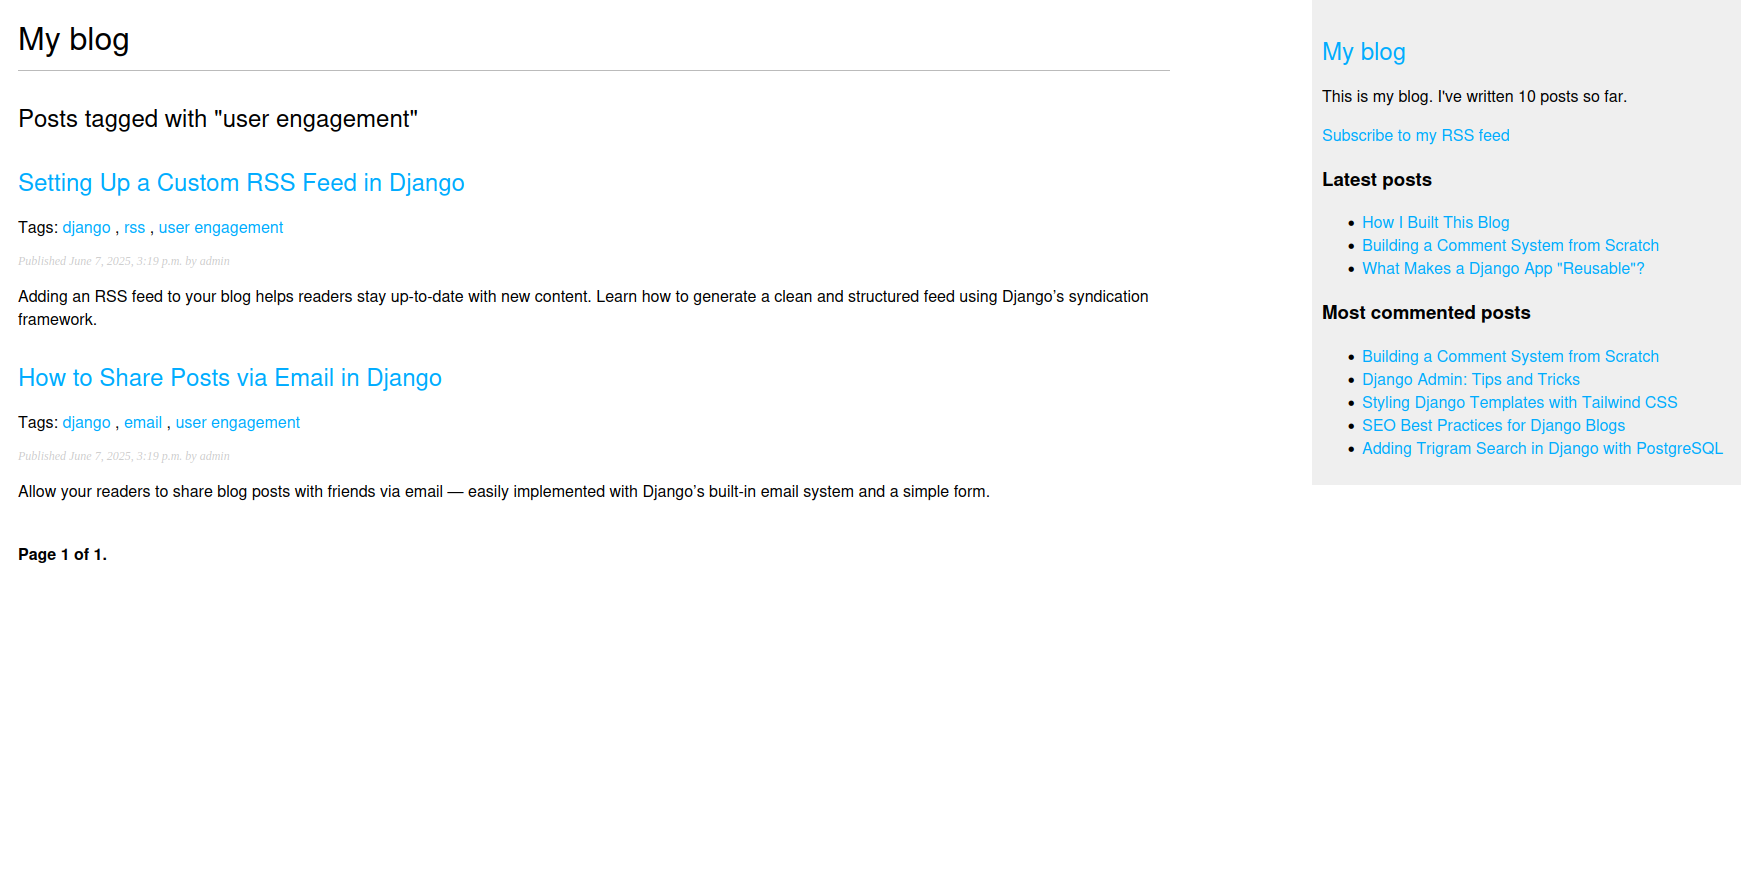 My blog
Posts tagged with "user engagement"
Setting Up a Custom RSS Feed in Django
Tags: django , rss , user engagement
Published June 7, 2025, 3:19 p.m. by admin
Adding an RSS feed to your blog helps readers stay up-to-date with new content. Learn how to generate a clean and structured feed using Django’s syndication
framework.
How to Share Posts via Email in Django
Tags: django , email , user engagement
Published June 7, 2025, 3:19 p.m. by admin
Allow your readers to share blog posts with friends via email — easily implemented with Django’s built-in email system and a simple form.
Page 1 of 1.
My blog
This is my blog. I've written 10 posts so far.
Subscribe to my RSS feed
Latest posts
• How I Built This Blog
• Building a Comment System from Scratch
• What Makes a Django App "Reusable"?
Most commented posts
• Building a Comment System from Scratch
• Django Admin: Tips and Tricks
• Styling Django Templates with Tailwind CSS
• SEO Best Practices for Django Blogs
• Adding Trigram Search in Django with PostgreSQL